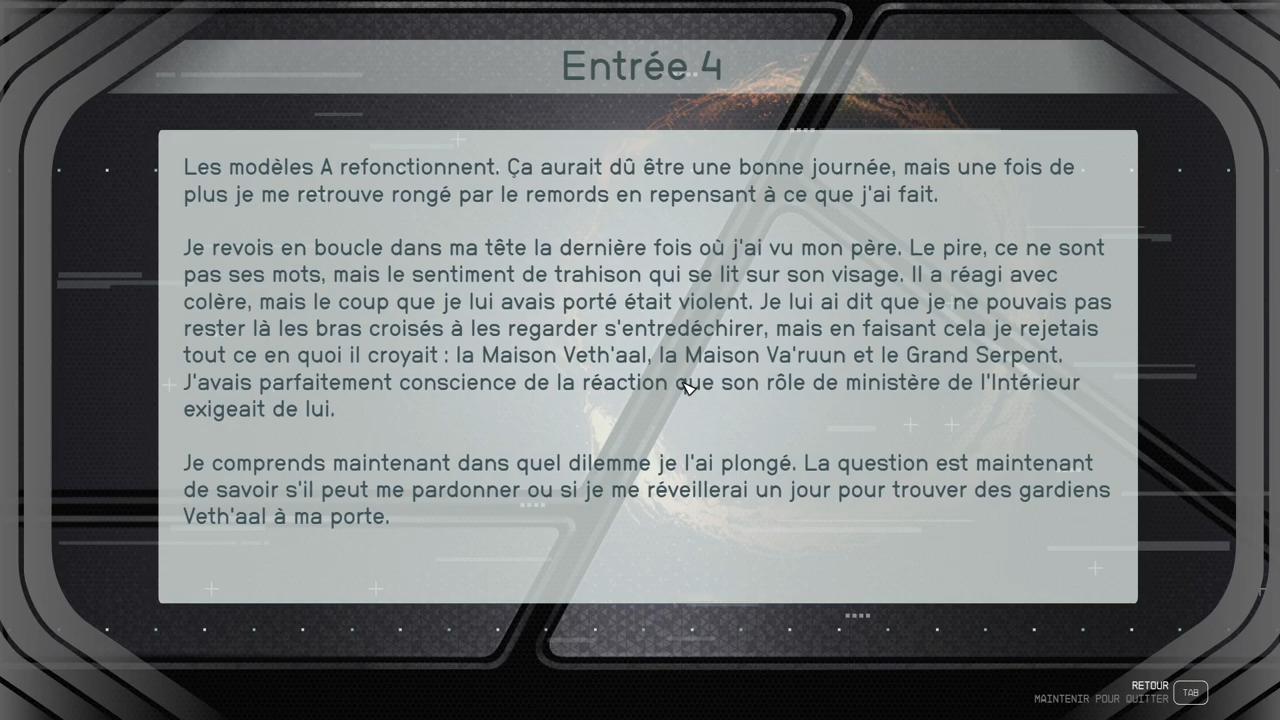 Entrée 4
Les modèles A refonctionnent. Ça aurait dû être une bonne journée, mais une fois de
plus je me retrouve rongé par le remords en repensant à ce que j'ai fait.
Je revois en boucle dans ma tête la dernière fois où j'ai vu mon père. Le pire, ce ne sont
pas ses mots, mais le sentiment de trahison qui se lit sur son visage. Il a réagi avec
colère, mais le coup que je lui avais porté était violent. Je lui ai dit que je ne pouvais pas
rester là les bras croisés à les regarder s'entredéchirer, mais en faisant cela je rejetais
tout ce en quoi il croyait : la Maison Veth'aal, la Maison Va'ruun et le Grand Serpent.
J'avais parfaitement conscience de la réaction que son rôle de ministère de l'Intérieur
exigeait de lui.
Je comprends maintenant dans quel dilemme je l'ai plongé. La question est maintenant
de savoir s'il peut me pardonner ou si je me réveillerai un jour pour trouver des gardiens
Veth'aal à ma porte.
RETOUR
MAINTENIR POUR QUITTER TAB